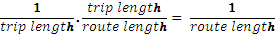 1/trip length . trip length/route length = 1/route length